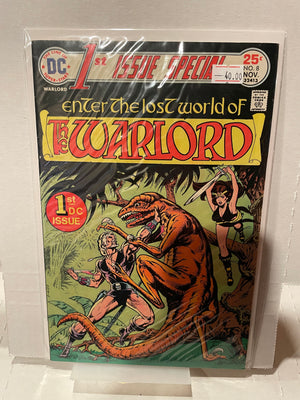 DC
WARLORD
1st ISSUE SPECIAL
25¢
NO. 8
NOV.
32413
40.00
enter the lost world of
THE WARLORD
1st
DC
ISSUE